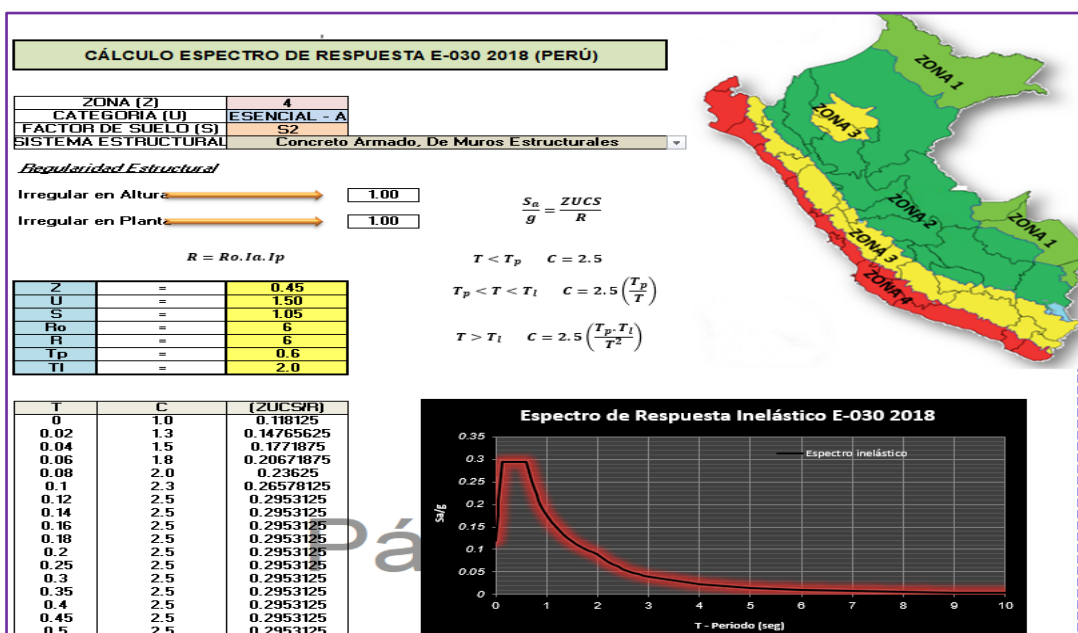 CÁLCULO ESPECTRO DE RESPUESTA E-030 2018 (PERÚ)
ZONA (Z) 4
CATEGORIA (U) ESENCIAL - A
FACTOR DE SUELO (S) S2
SISTEMA ESTRUCTURAL Concreto Armado, De Muros Estructurales
Regularidad Estructural
Irregular en Altura 1.00
Irregular en Planta 1.00
R = Ro.Ia.Ip
Sa/g = ZUCS/R
T < Tp C = 2.5
Tp < T < Tl C = 2.5 (Tp/T)
T > Tl C = 2.5 (Tp.Tl/T²)
Z = 0.45
U = 1.50
S = 1.05
Ro = 6
R = 6
Tp = 0.6
Tl = 2.0
ZONA 1
ZONA 3
ZONA 2
ZONA 1
ZONA 3
ZONA 4
T C (ZUCS/R)
0 1.0 0.118125
0.02 1.3 0.14765625
0.04 1.5 0.1771875
0.06 1.8 0.20671875
0.08 2.0 0.23625
0.1 2.3 0.26578125
0.12 2.5 0.2953125
0.14 2.5 0.2953125
0.16 2.5 0.2953125
0.18 2.5 0.2953125
0.2 2.5 0.2953125
0.25 2.5 0.2953125
0.3 2.5 0.2953125
0.35 2.5 0.2953125
0.4 2.5 0.2953125
0.45 2.5 0.2953125
0.5 2.5 0.2953125
Pá
Espectro de Respuesta Inelástico E-030 2018
Espectro inelástico
Sa/g
0.35
0.3
0.25
0.2
0.15
0.1
0.05
0
0 1 2 3 4 5 6 7 8 9 10
T - Periodo (seg)